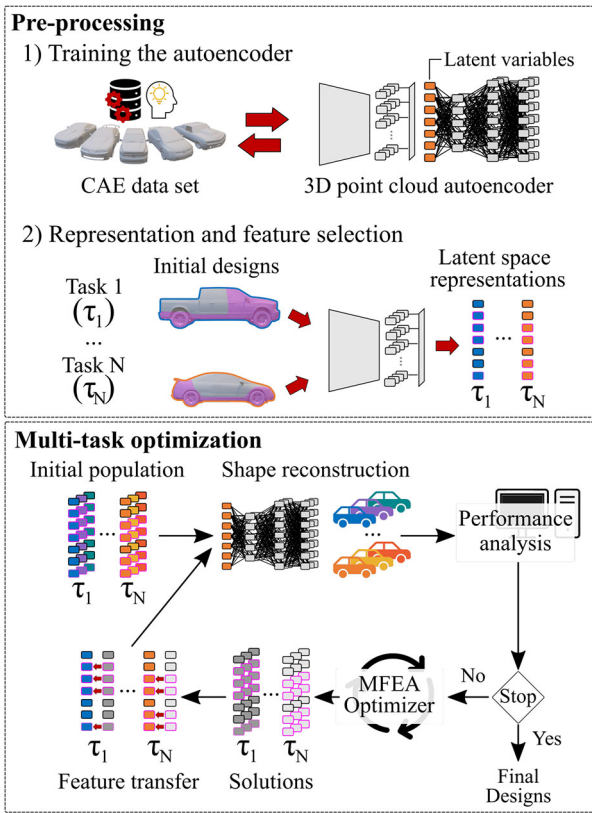 Pre-processing
1) Training the autoencoder
Latent variables
CAE data set
3D point cloud autoencoder
2) Representation and feature selection
Initial designs
Latent space
representations
Task 1
(τ1)
...
Task N
(τN)
...
τ1
τN
Multi-task optimization
Initial population
Shape reconstruction
...
...
Performance
analysis
τ1
τN
No
Stop
MFEA
Optimizer
Yes
...
...
τ1
τN
τ1
τN
Feature transfer
Solutions
Final
Designs